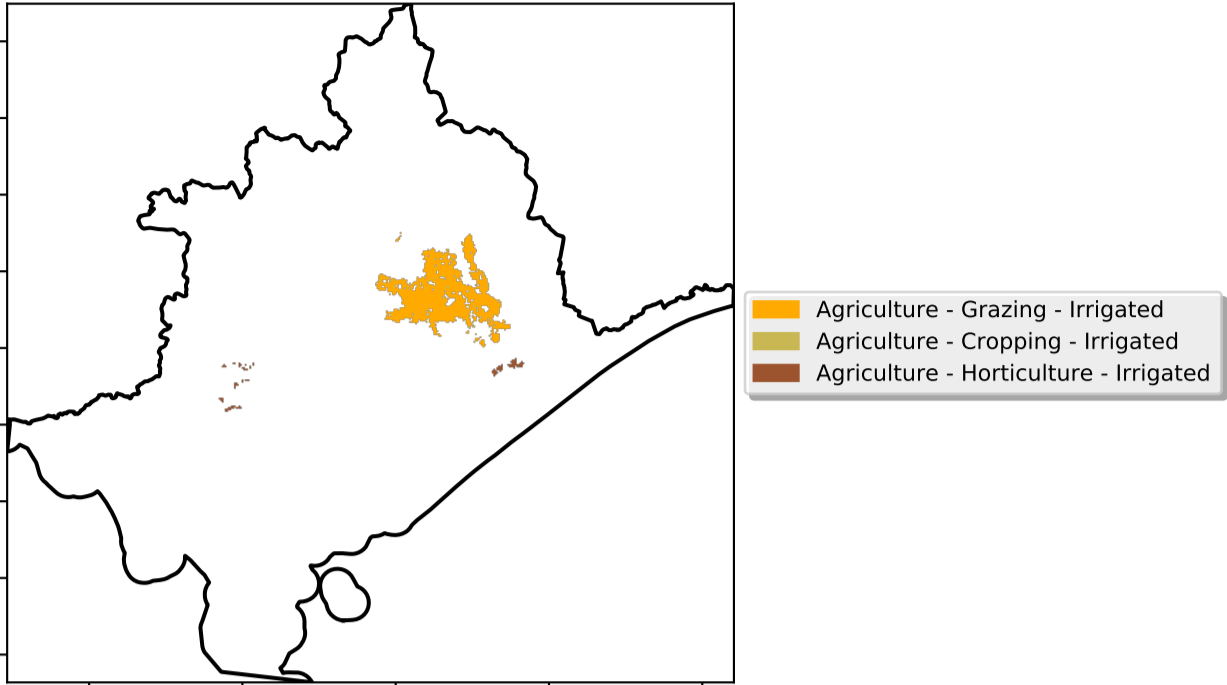 Agriculture - Grazing - Irrigated
Agriculture - Cropping - Irrigated
Agriculture - Horticulture - Irrigated